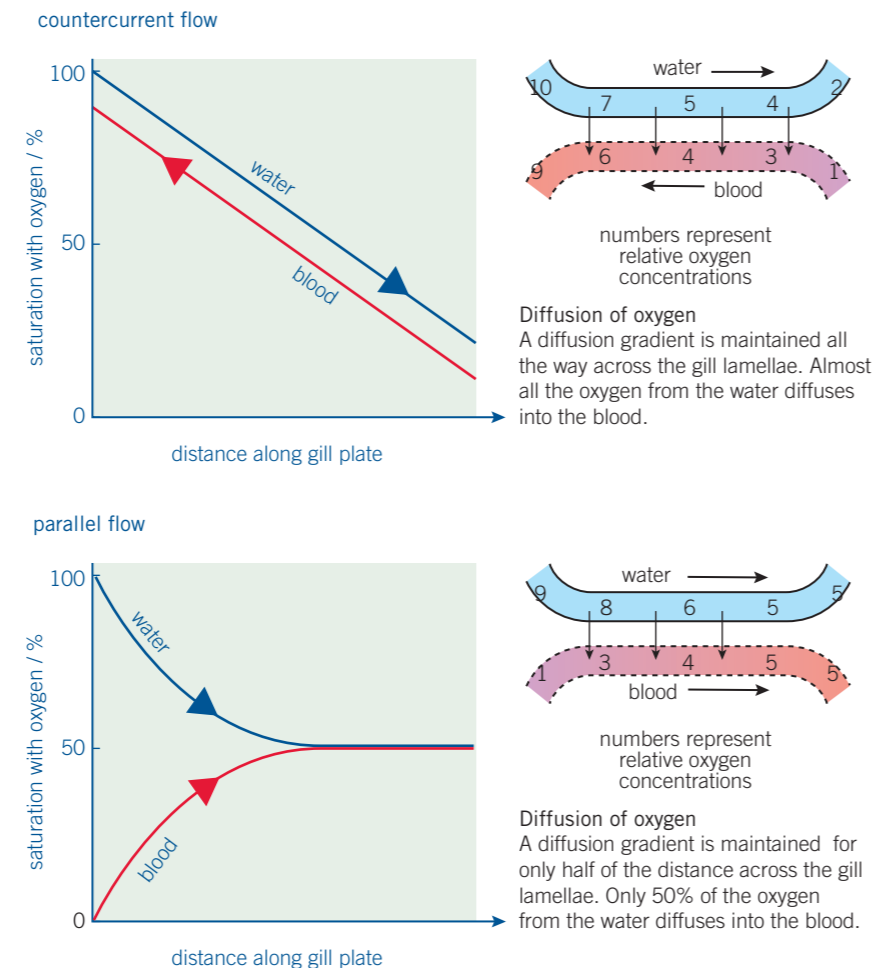 countercurrent flow
100
50
0
saturation with oxygen / %
water
blood
distance along gill plate
water
10 7 5 4 2
9 6 4 3 1
blood
numbers represent
relative oxygen
concentrations
Diffusion of oxygen
A diffusion gradient is maintained all
the way across the gill lamellae. Almost
all the oxygen from the water diffuses
into the blood.
parallel flow
100
50
0
saturation with oxygen / %
water
blood
distance along gill plate
water
9 8 6 5 5
1 3 4 5 5
blood
numbers represent
relative oxygen
concentrations
Diffusion of oxygen
A diffusion gradient is maintained for
only half of the distance across the gill
lamellae. Only 50% of the oxygen
from the water diffuses into the blood.